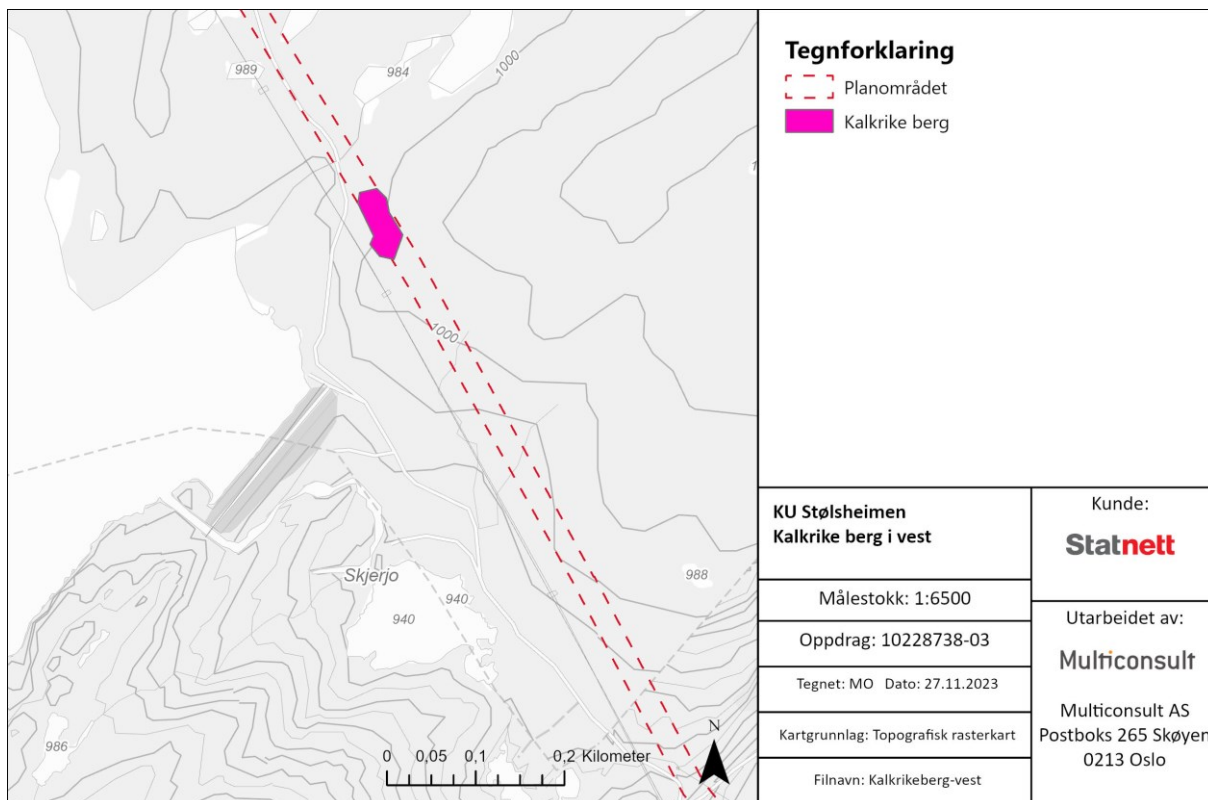 989
984
1000
1000
Skjerjo
940
940
988
986
0 0,05 0,1 0,2 Kilometer
N
Tegnforklaring
Planområdet
Kalkrike berg
KU Stølsheimen
Kalkrike berg i vest
Målestokk: 1:6500
Oppdrag: 10228738-03
Tegnet: MO Dato: 27.11.2023
Kartgrunnlag: Topografisk rasterkart
Filnavn: Kalkrikeberg-vest
Kunde:
Statnett
Utarbeidet av:
Multiconsult
Multiconsult AS
Postboks 265 Skøyen
0213 Oslo